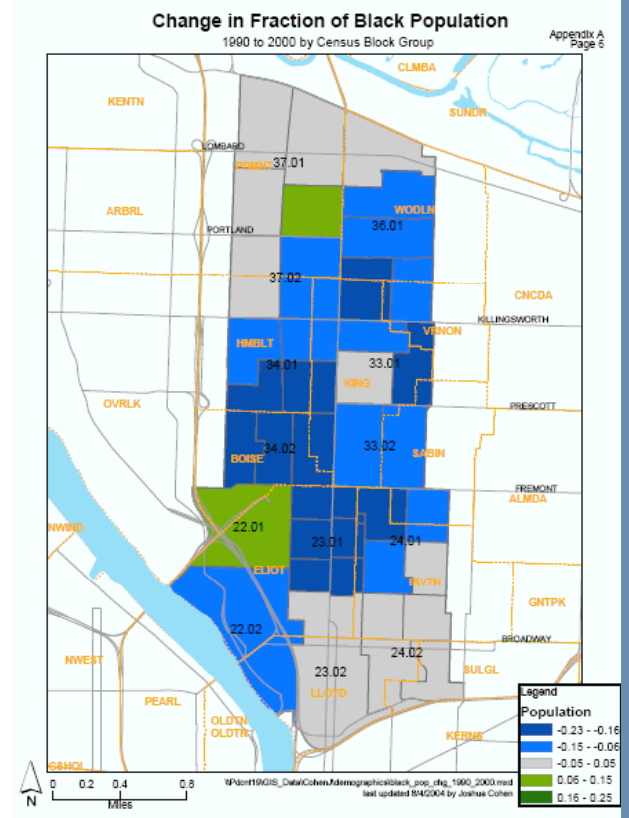 Change in Fraction of Black Population
1990 to 2000 by Census Block Group
Appendix A
Page 6
CLMBA
KENTN
SUNDR
LOMBARD
37.01
ARBRL
WODLN
36.01
PORTLAND
37.02
CNCDA
KILLINGSWORTH
VRNON
HMBLT
33.01
34.01
KING
OVRLK
PRESCOTT
34.02
33.02
SABIN
BOISE
FREMONT
ALMDA
NWIND
22.01
23.01
24.01
ELIOT
IRVTN
GNTPK
22.02
BROADWAY
24.02
NWEST
SULGL
23.02
LLOYD
PEARL
OLDTN
OLDTN
KERNS
GSHOL
Legend
Population
-0.23 - -0.16
-0.15 - -0.06
-0.05 - 0.05
0.06 - 0.15
0.16 - 0.25
N
0 0.2 0.4 0.8
Miles
last updated 8/4/2004 by Joshua Cohen